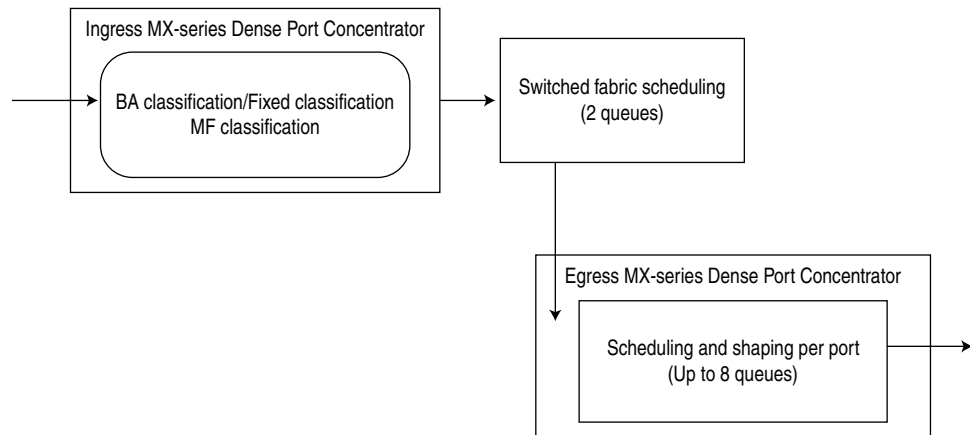 Ingress MX-series Dense Port Concentrator
BA classification/Fixed classification
MF classification
Switched fabric scheduling
(2 queues)
Egress MX-series Dense Port Concentrator
Scheduling and shaping per port
(Up to 8 queues)